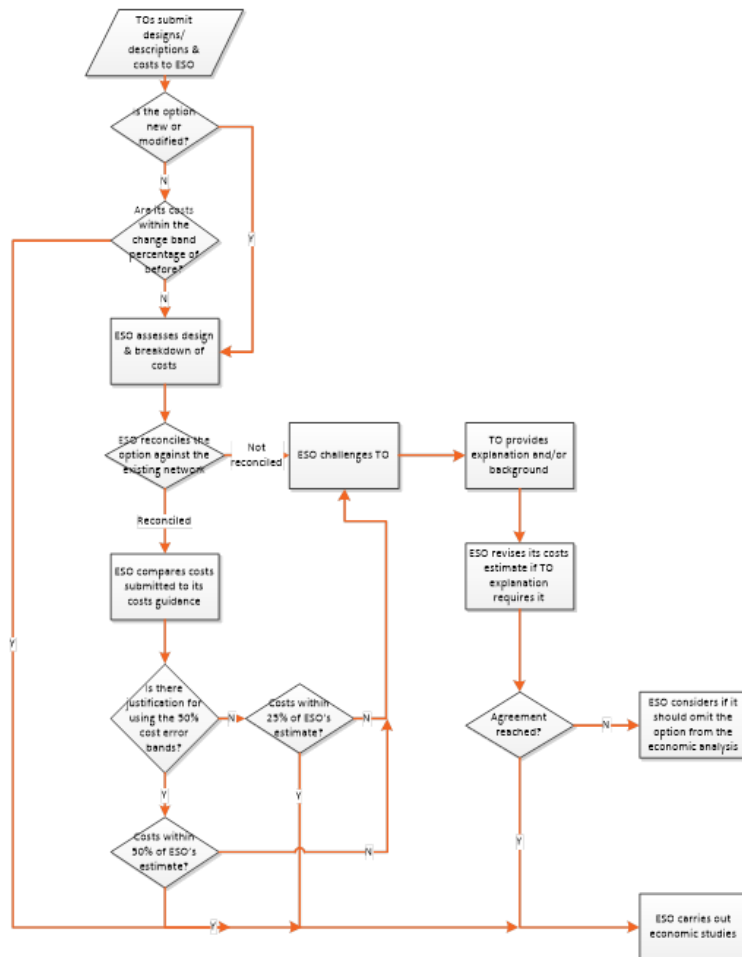 TOs submit
designs/
descriptions &
costs to ESO
Is the option
new or
modified?
N
Y
Are its costs
within the
change band
percentage of
before?
N
ESO assesses design
& breakdown of
costs
ESO reconciles the
option against the
existing network
Not
reconciled
ESO challenges TO
TO provides
explanation and/or
background
Reconciled
ESO revises its costs
estimate if TO
explanation
requires it
ESO compares costs
submitted to its
costs guidance
Y
Is there
justification for
using the 50%
cost error
bands?
N
Costs within
25% of ESO's
estimate?
N
Agreement
reached?
N
ESO considers if it
should omit the
option from the
economic analysis
Y
Y
Costs within
50% of ESO's
estimate?
N
Y
Y
ESO carries out
economic studies